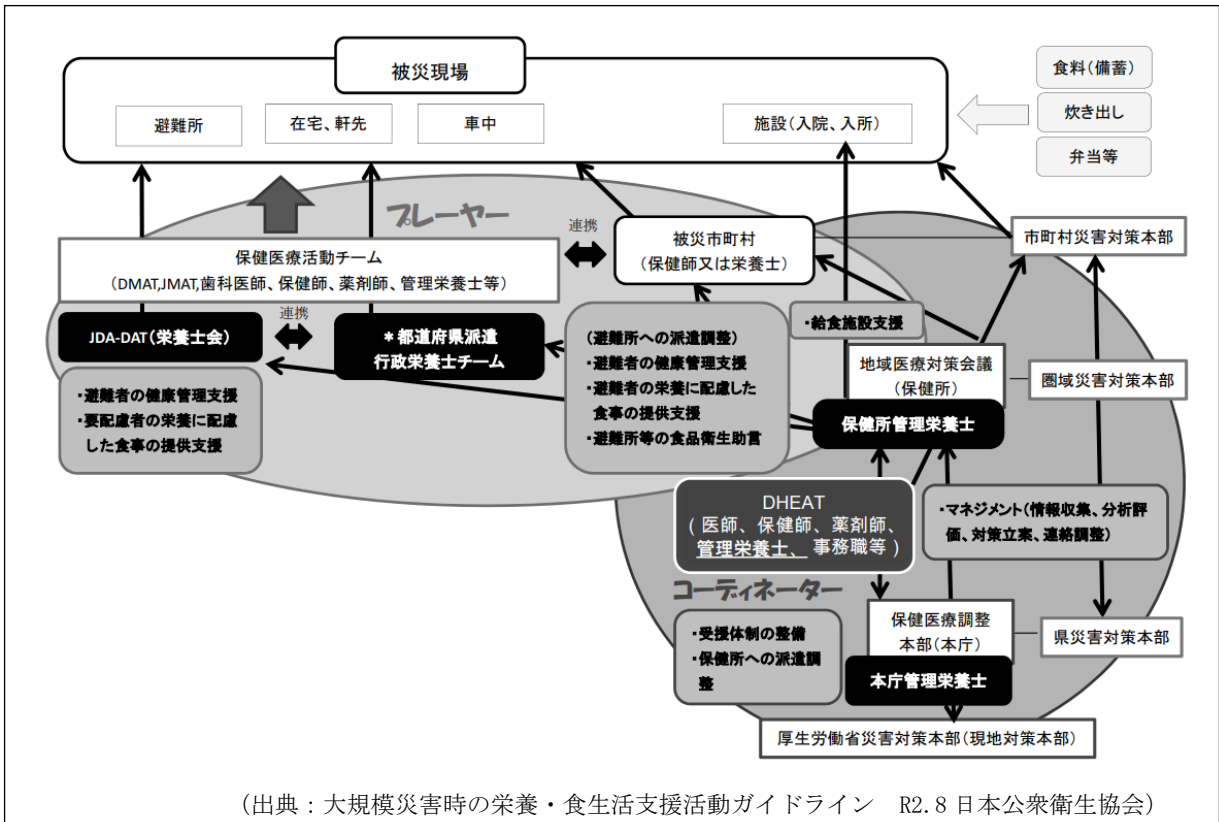 被災現場
避難所
在宅、軒先
車中
施設(入院、入所)
食料(備蓄)
炊き出し
弁当等
プレーヤー
保健医療活動チーム
(DMAT,JMAT,歯科医師、保健師、薬剤師、管理栄養士等)
連携
被災市町村
(保健師又は栄養士)
市町村災害対策本部
JDA-DAT(栄養士会)
連携
*都道府県派遣
行政栄養士チーム
・避難者の健康管理支援
・要配慮者の栄養に配慮
した食事の提供支援
(避難所への派遣調整)
・避難者の健康管理支援
・避難者の栄養に配慮した
食事の提供支援
・避難所等の食品衛生助言
・給食施設支援
地域医療対策会議
(保健所)
圏域災害対策本部
保健所管理栄養士
DHEAT
(医師、保健師、薬剤師、
管理栄養士、 事務職等)
・マネジメント(情報収集、分析評
価、対策立案、連絡調整)
コーディネーター
・受援体制の整備
・保健所への派遣調
整
保健医療調整
本部(本庁)
県災害対策本部
本庁管理栄養士
厚生労働省災害対策本部(現地対策本部)
(出典:大規模災害時の栄養・食生活支援活動ガイドライン R2.8 日本公衆衛生協会)